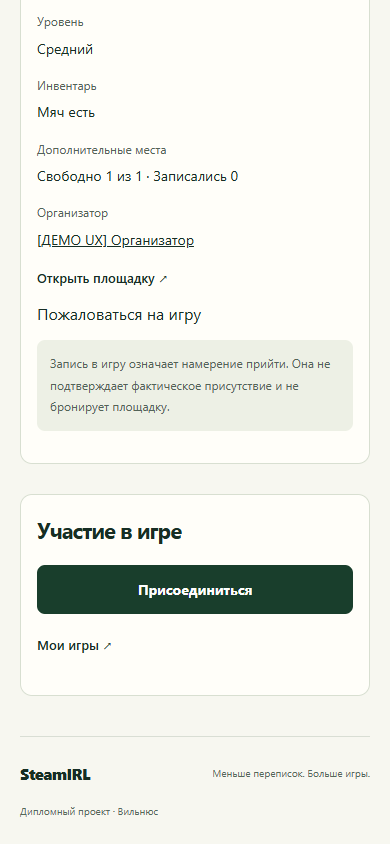 Уровень
Средний
Инвентарь
Мяч есть
Дополнительные места
Свободно 1 из 1 · Записались 0
Организатор
[ДЕМО UX] Организатор
Открыть площадку ↗
Пожаловаться на игру
Запись в игру означает намерение прийти. Она не
подтверждает фактическое присутствие и не
бронирует площадку.
Участие в игре
Присоединиться
Мои игры ↗
SteamIRL
Меньше переписок. Больше игры.
Дипломный проект · Вильнюс